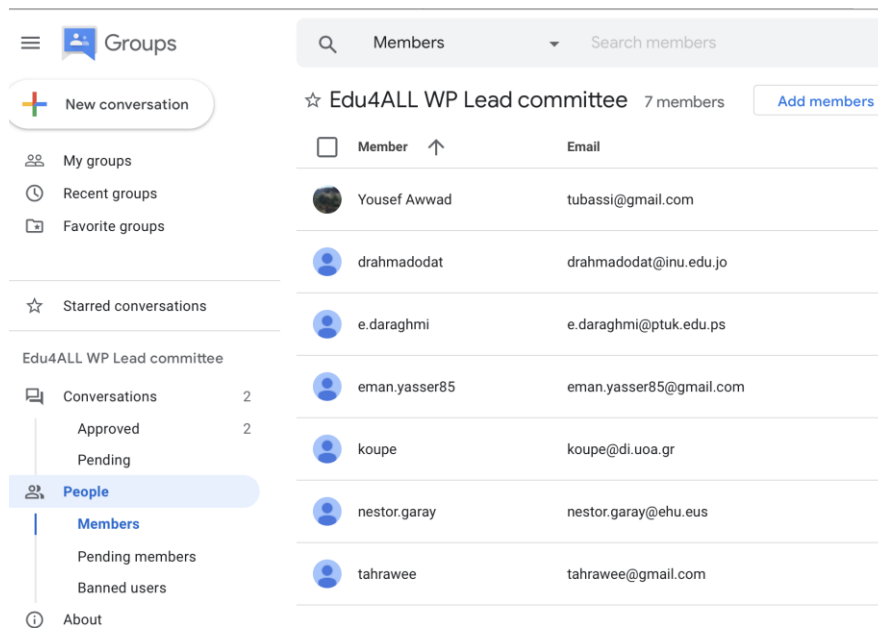 Groups
Members
Search members
New conversation
Edu4ALL WP Lead committee 7 members Add members
Member Email
My groups
Recent groups
Favorite groups
Starred conversations
Edu4ALL WP Lead committee
Conversations 2
Approved 2
Pending
People
Members
Pending members
Banned users
About
Yousef Awwad tubassi@gmail.com
drahmadodat drahmadodat@inu.edu.jo
e.daraghmi e.daraghmi@ptuk.edu.ps
eman.yasser85 eman.yasser85@gmail.com
koupe koupe@di.uoa.gr
nestor.garay nestor.garay@ehu.eus
tahrawee tahrawee@gmail.com